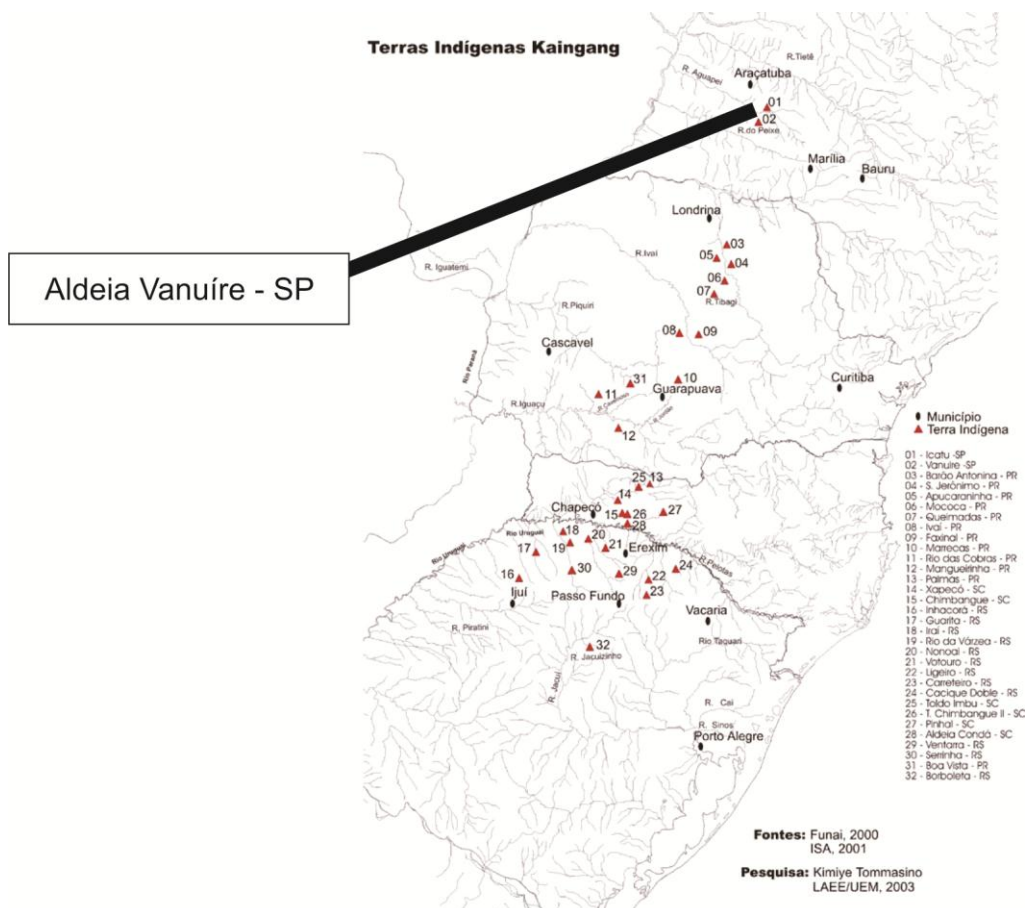 Terras Indígenas Kaingang
R.Tietê
R. Aguapeí
Araçatuba
01
02
R.do Peixe
Marília
Bauru
Londrina
03
05
04
R.Ivaí
06
07
R.Tibagi
Aldeia Vanuíre - SP
R. Iguatemi
R.Piquiri
08
09
Cascavel
Rio Paraná
31
10
11
Guarapuava
Curitiba
R.Iguaçu
R. Jordão
12
Município
Terra Indígena
25
13
14
Chapecó
15
26
27
28
Rio Uruguai
Rio Uruguai
18
20
19
21
Erexim
17
R.Pelotas
30
29
24
16
22
Ijuí
Passo Fundo
23
Vacaria
R. Piratini
Rio Taquari
32
R. Jacuizinho
R. Jacuí
R. Caí
R. Sinos
Porto Alegre
01 - Icatu -SP
02 - Vanuíre -SP
03 - Barão Antonina - PR
04 - S. Jerônimo - PR
05 - Apucaraninha - PR
06 - Mococa - PR
07 - Queimadas - PR
08 - Ivaí - PR
09 - Faxinal - PR
10 - Marrecas - PR
11 - Rio das Cobras - PR
12 - Mangueirinha - PR
13 - Palmas - PR
14 - Xapecó - SC
15 - Chimbangue - SC
16 - Inhacorá - RS
17 - Guarita - RS
18 - Iraí - RS
19 - Rio da Várzea - RS
20 - Nonoai - RS
21 - Votouro - RS
22 - Ligeiro - RS
23 - Carreteiro - RS
24 - Cacique Doble - RS
25 - Toldo Imbu - SC
26 - T. Chimbangue II - SC
27 - Pinhal - SC
28 - Aldeia Condá - SC
29 - Ventarra - RS
30 - Serrinha - RS
31 - Boa Vista - PR
32 - Borboleta - RS
Fontes: Funai, 2000
ISA, 2001
Pesquisa: Kimiye Tommasino
LAEE/UEM, 2003